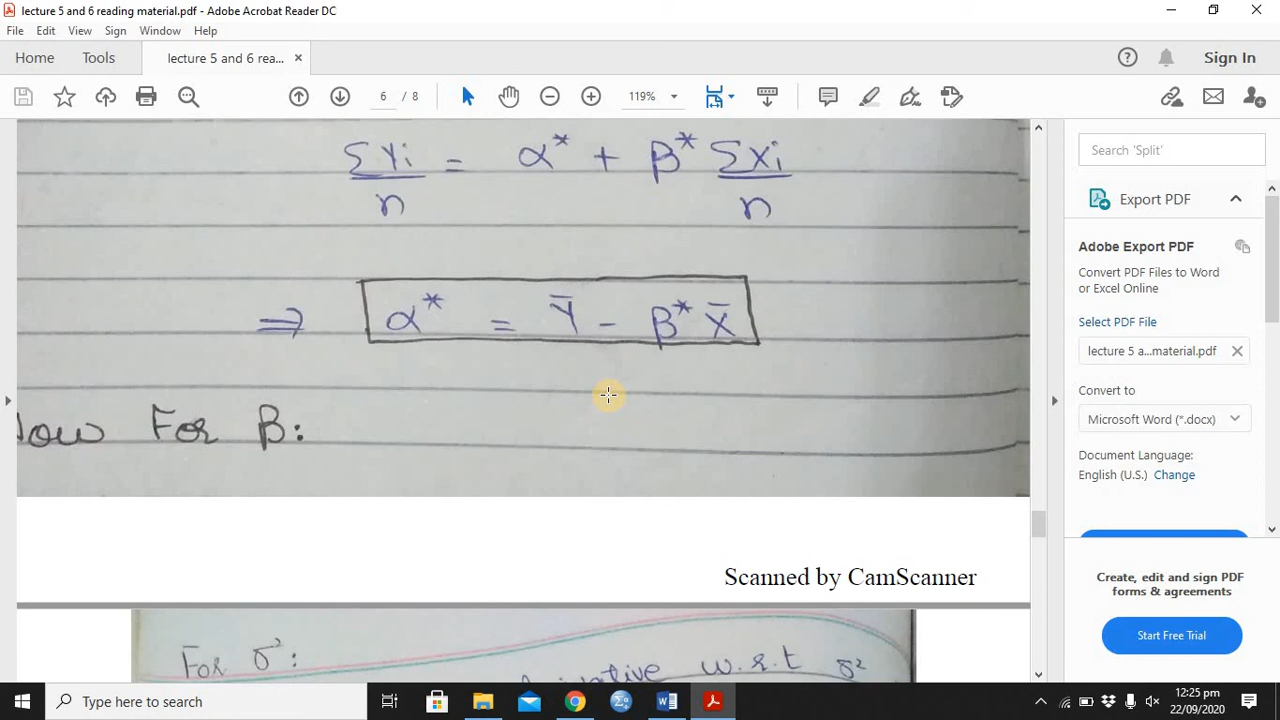 lecture 5 and 6 reading material.pdf - Adobe Acrobat Reader DC
File Edit View Sign Window Help
Home Tools lecture 5 and 6 rea... × Sign In
6 / 8 119%
ΣYi/n = α* + β* ΣXi/n
⇒ α* = Ȳ - β* X̄
For β:
Scanned by CamScanner
For σ²:
w.r.t σ²
Search 'Split'
Export PDF
Adobe Export PDF
Convert PDF Files to Word
or Excel Online
Select PDF File
lecture 5 a...material.pdf ×
Convert to
Microsoft Word (*.docx)
Document Language:
English (U.S.) Change
Create, edit and sign PDF
forms & agreements
Start Free Trial
Type here to search
12:25 pm
22/09/2020